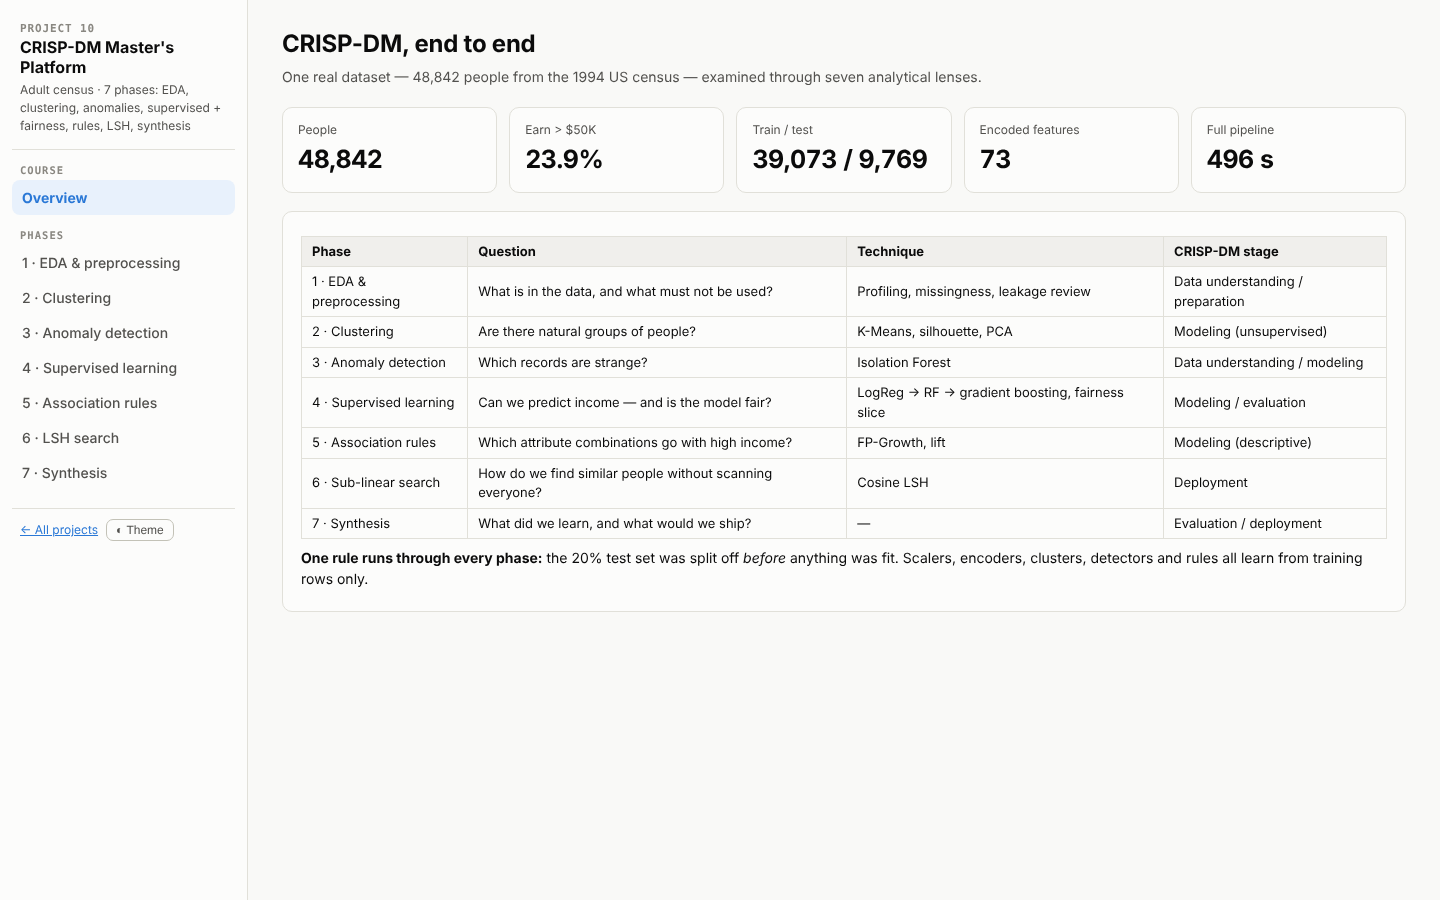 PROJECT 10
CRISP-DM Master's
Platform
Adult census · 7 phases: EDA,
clustering, anomalies, supervised +
fairness, rules, LSH, synthesis
COURSE
Overview
PHASES
1 · EDA & preprocessing
2 · Clustering
3 · Anomaly detection
4 · Supervised learning
5 · Association rules
6 · LSH search
7 · Synthesis
← All projects
Theme
CRISP-DM, end to end
One real dataset — 48,842 people from the 1994 US census — examined through seven analytical lenses.
People
48,842
Earn > $50K
23.9%
Train / test
39,073 / 9,769
Encoded features
73
Full pipeline
496 s
Phase Question Technique CRISP-DM stage
1 · EDA &
preprocessing
What is in the data, and what must not be used?
Profiling, missingness, leakage review
Data understanding /
preparation
2 · Clustering Are there natural groups of people? K-Means, silhouette, PCA Modeling (unsupervised)
3 · Anomaly detection Which records are strange? Isolation Forest Data understanding / modeling
4 · Supervised learning Can we predict income — and is the model fair?
LogReg → RF → gradient boosting, fairness
slice
Modeling / evaluation
5 · Association rules Which attribute combinations go with high income? FP-Growth, lift Modeling (descriptive)
6 · Sub-linear search
How do we find similar people without scanning
everyone?
Cosine LSH Deployment
7 · Synthesis What did we learn, and what would we ship? — Evaluation / deployment
One rule runs through every phase: the 20% test set was split off before anything was fit. Scalers, encoders, clusters, detectors and rules all learn from training
rows only.